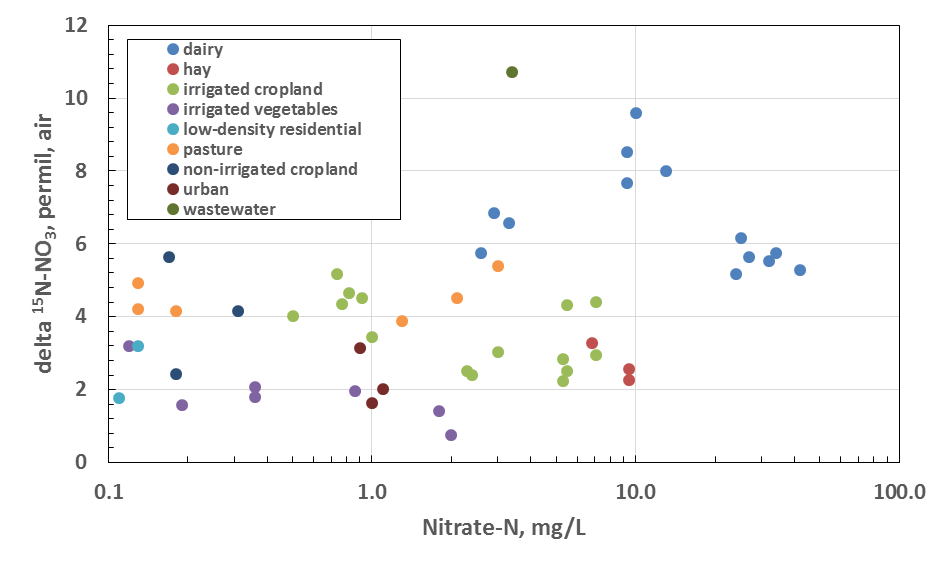 12
10
8
6
4
2
0
delta ¹⁵N-NO₃, permil, air
dairy
hay
irrigated cropland
irrigated vegetables
low-density residential
pasture
non-irrigated cropland
urban
wastewater
0.1 1.0 10.0 100.0
Nitrate-N, mg/L